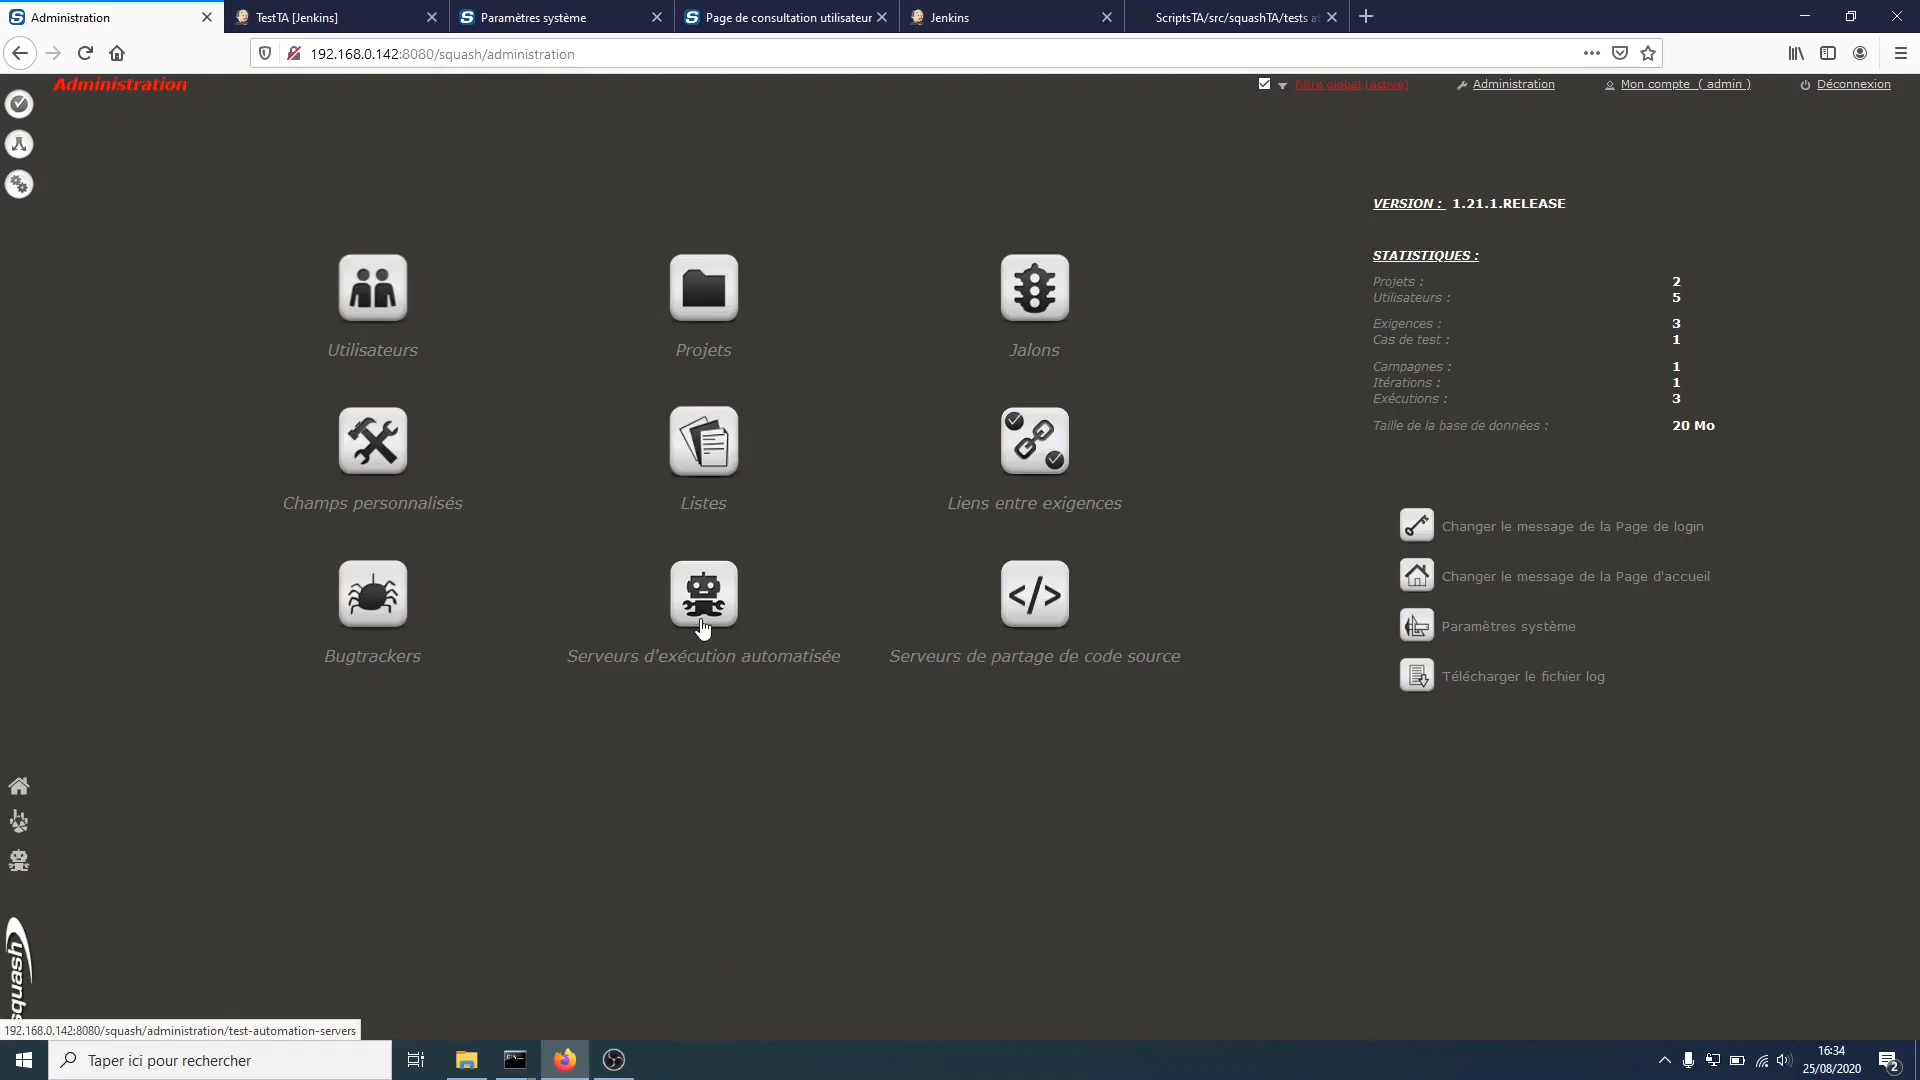 Administration
TestTA [Jenkins]
Paramètres système
Page de consultation utilisateur
Jenkins
ScriptsTA/src/squashTA/tests a
192.168.0.142:8080/squash/administration
Administration
Filtre global (activé)
Administration
Mon compte ( admin )
Déconnexion
VERSION : 1.21.1.RELEASE
STATISTIQUES :
Projets : 2
Utilisateurs : 5
Exigences : 3
Cas de test : 1
Campagnes : 1
Itérations : 1
Exécutions : 3
Taille de la base de données : 20 Mo
Utilisateurs
Projets
Jalons
Champs personnalisés
Listes
Liens entre exigences
Bugtrackers
Serveurs d'exécution automatisée
Serveurs de partage de code source
Changer le message de la Page de login
Changer le message de la Page d'accueil
Paramètres système
Télécharger le fichier log
squash
192.168.0.142:8080/squash/administration/test-automation-servers
Taper ici pour rechercher
16:34
25/08/2020
2